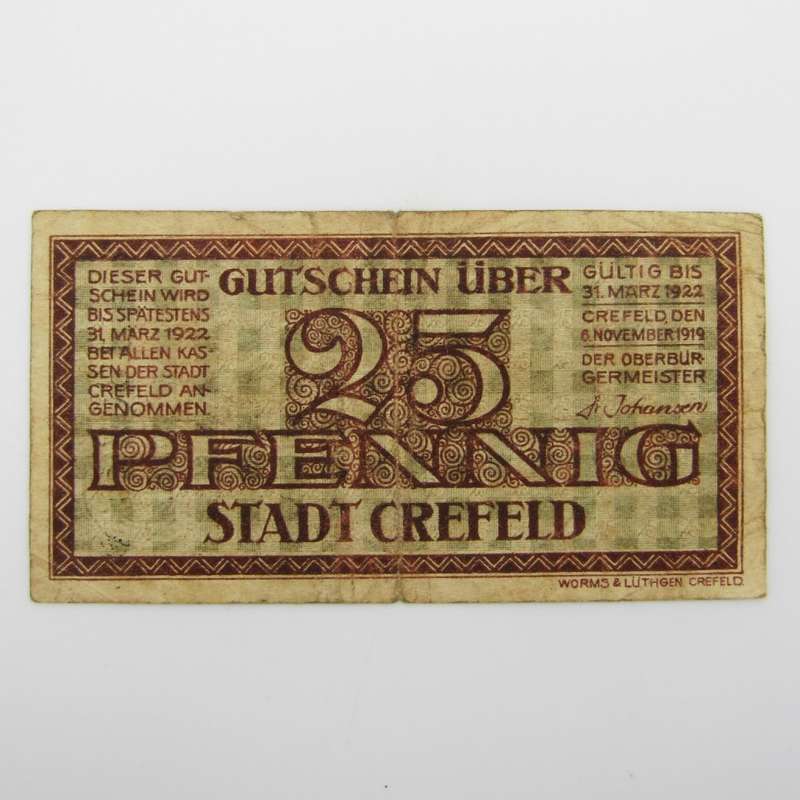 DIESER GUT-
SCHEIN WIRD
BIS SPÄTESTENS
31. MÄRZ 1922
BEI ALLEN KAS-
SEN DER STADT
CREFELD AN-
GENOMMEN.
GUTSCHEIN ÜBER
25
PFENNIG
STADT CREFELD
GÜLTIG BIS
31. MÄRZ 1922
CREFELD, DEN
6. NOVEMBER 1919
DER OBERBÜR-
GERMEISTER
Dr Johansen
WORMS & LÜTHGEN CREFELD.